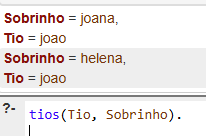 Sobrinho = joana,
Tio = joao
Sobrinho = helena,
Tio = joao
?- tios(Tio, Sobrinho).